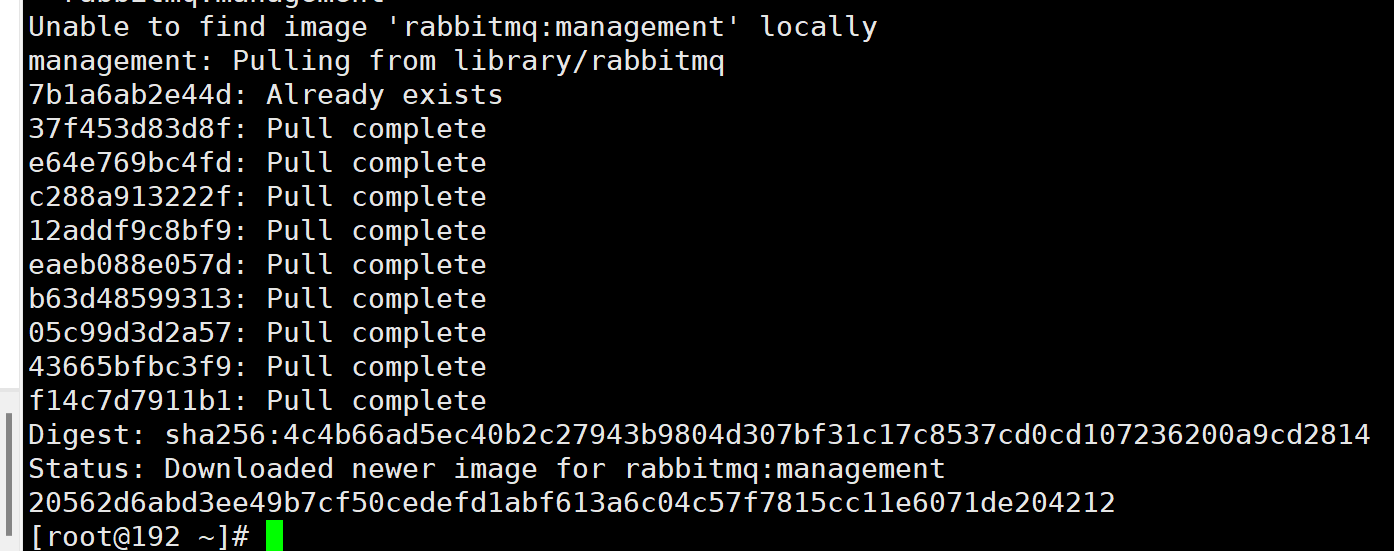 rabbitmq:management
Unable to find image 'rabbitmq:management' locally
management: Pulling from library/rabbitmq
7b1a6ab2e44d: Already exists
37f453d83d8f: Pull complete
e64e769bc4fd: Pull complete
c288a913222f: Pull complete
12addf9c8bf9: Pull complete
eaeb088e057d: Pull complete
b63d48599313: Pull complete
05c99d3d2a57: Pull complete
43665bfbc3f9: Pull complete
f14c7d7911b1: Pull complete
Digest: sha256:4c4b66ad5ec40b2c27943b9804d307bf31c17c8537cd0cd107236200a9cd2814
Status: Downloaded newer image for rabbitmq:management
20562d6abd3ee49b7cf50cedefd1abf613a6c04c57f7815cc11e6071de204212
[root@192 ~]#